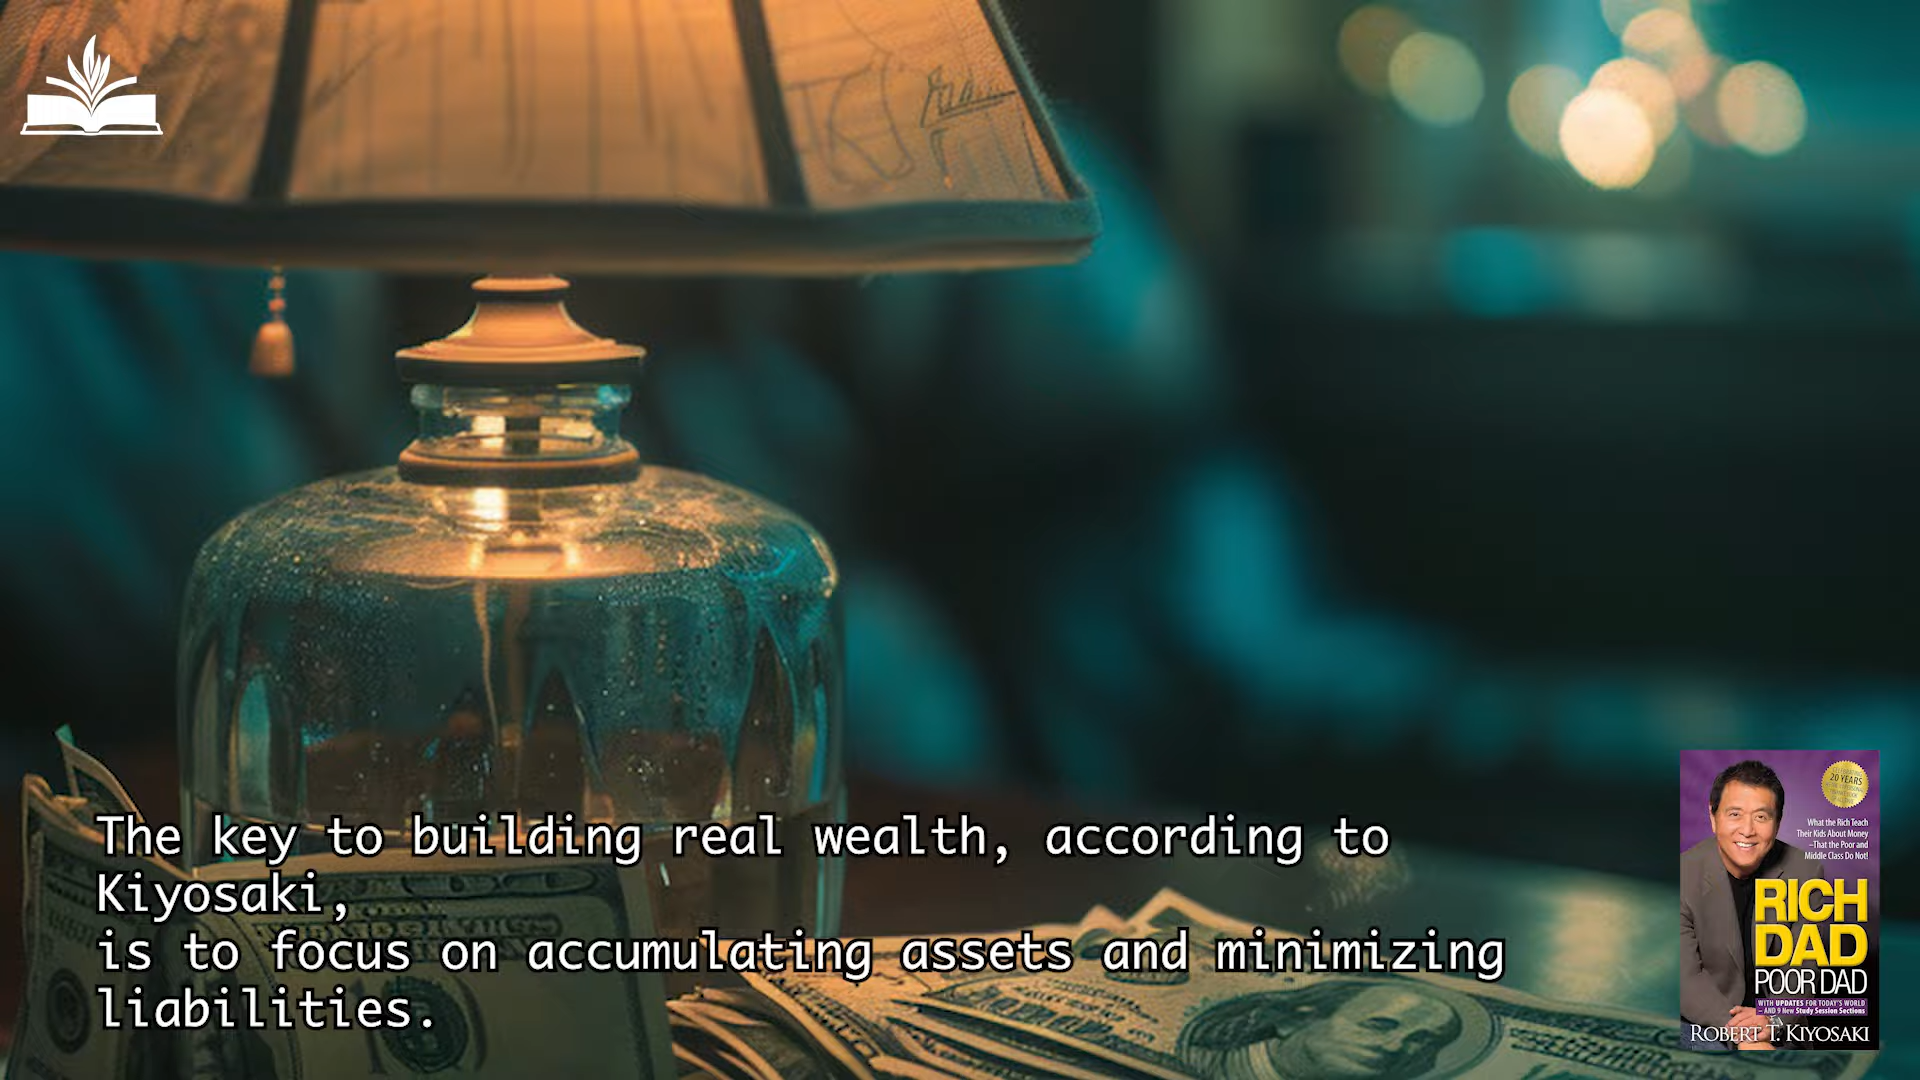 The key to building real wealth, according to
Kiyosaki,
is to focus on accumulating assets and minimizing
liabilities.
20 YEARS
What the Rich Teach
Their Kids About Money
–That the Poor and
Middle Class Do Not!
RICH
DAD
POOR DAD
WITH UPDATES FOR TODAY'S WORLD
– AND 9 New Study Session Sections
ROBERT T. KIYOSAKI